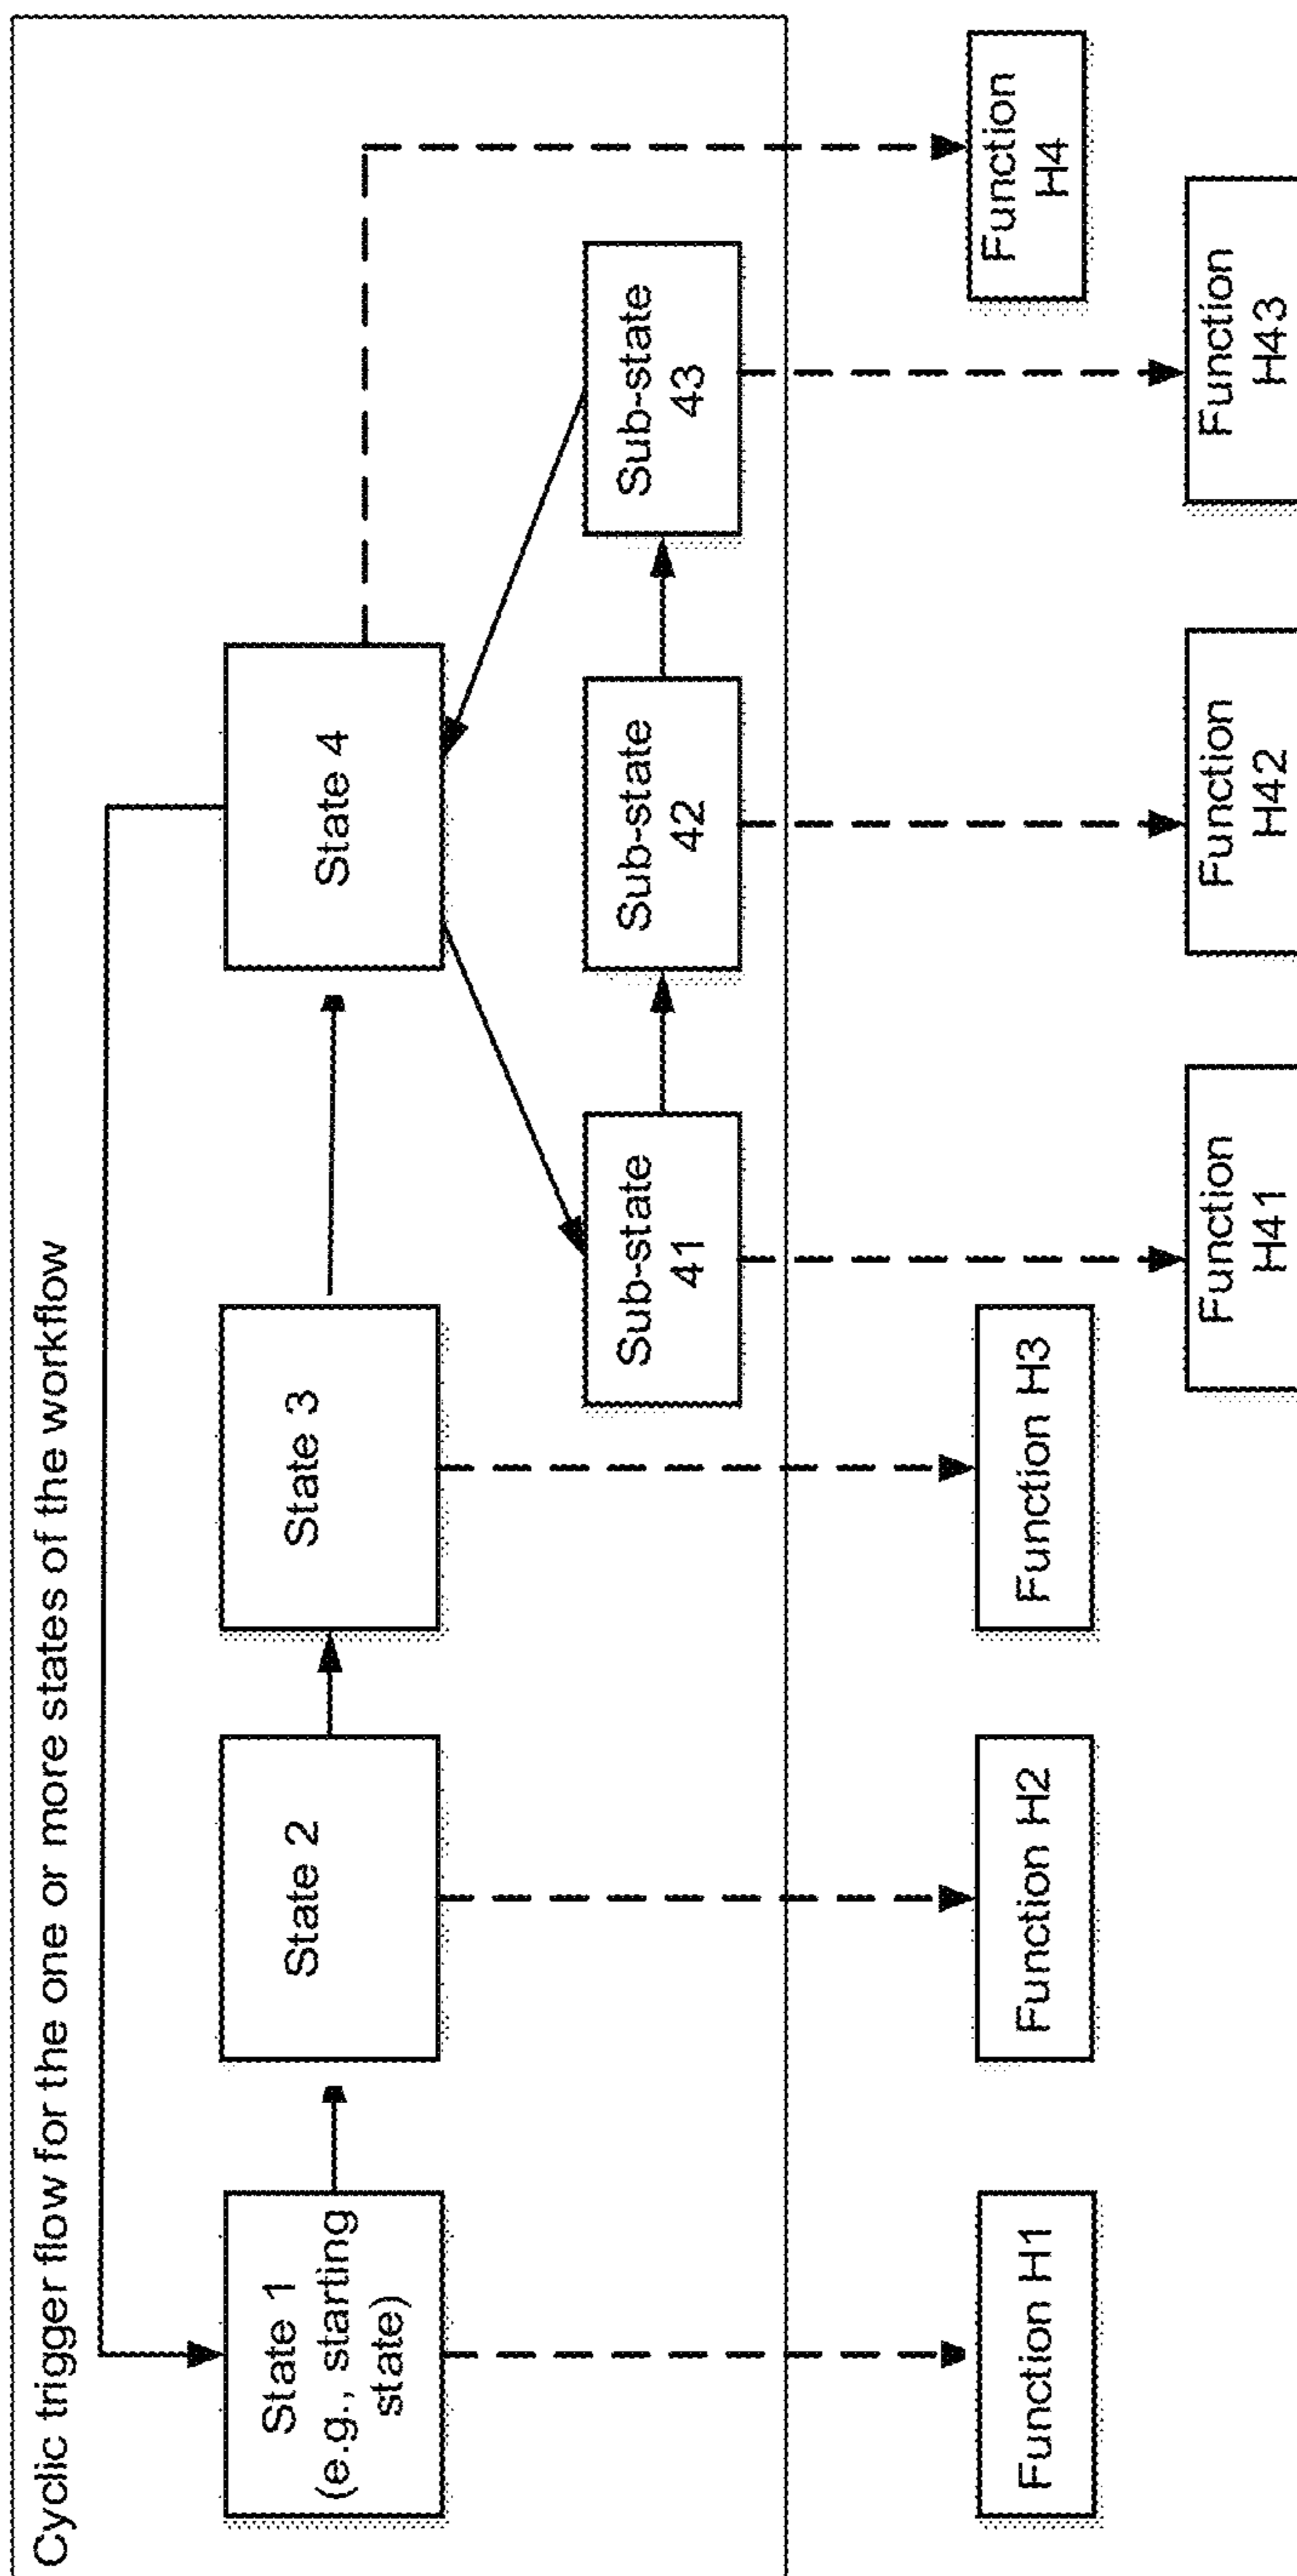 Cyclic trigger flow for the one or more states of the workflow
State 1
(e.g., starting
state)
State 2
State 3
State 4
Sub-state
41
Sub-state
42
Sub-state
43
Function H1
Function H2
Function H3
Function
H4
Function
H41
Function
H42
Function
H43